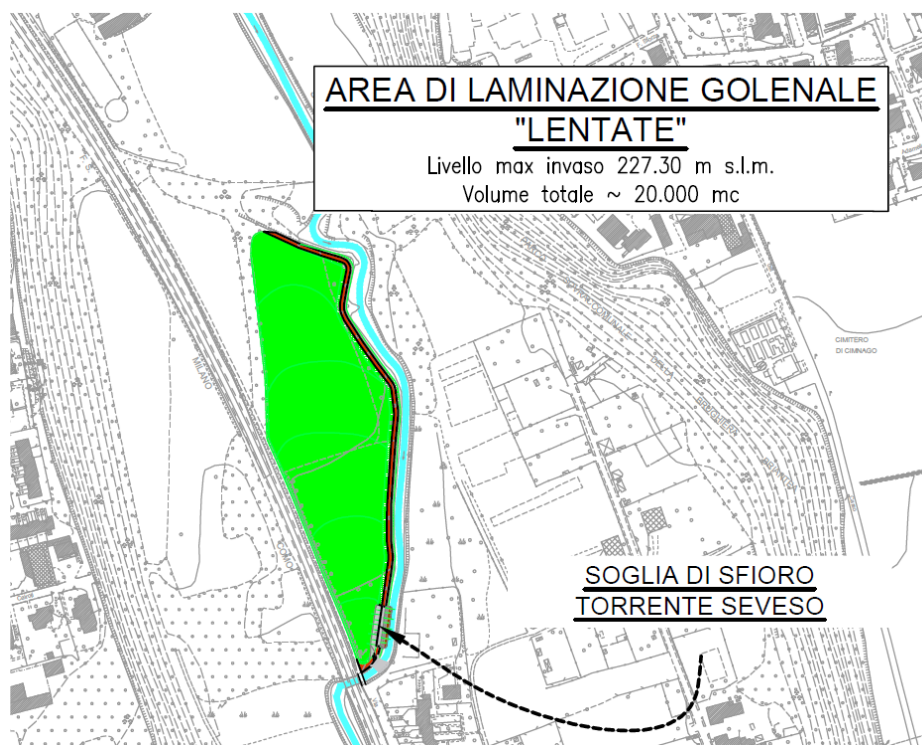 AREA DI LAMINAZIONE GOLENALE
"LENTATE"
Livello max invaso 227.30 m s.l.m.
Volume totale ~ 20.000 mc
MILANO
COMO
CIMITERO
DI CIMNAGO
SOGLIA DI SFIORO
TORRENTE SEVESO